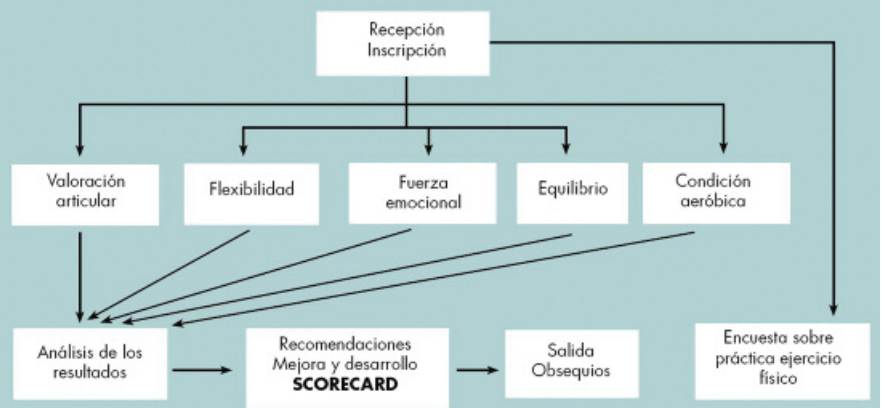 Recepción
Inscripción
Valoración
articular
Flexibilidad
Fuerza
emocional
Equilibrio
Condición
aeróbica
Análisis de los
resultados
Recomendaciones
Mejora y desarrollo
SCORECARD
Salida
Obsequios
Encuesta sobre
práctica ejercicio
físico